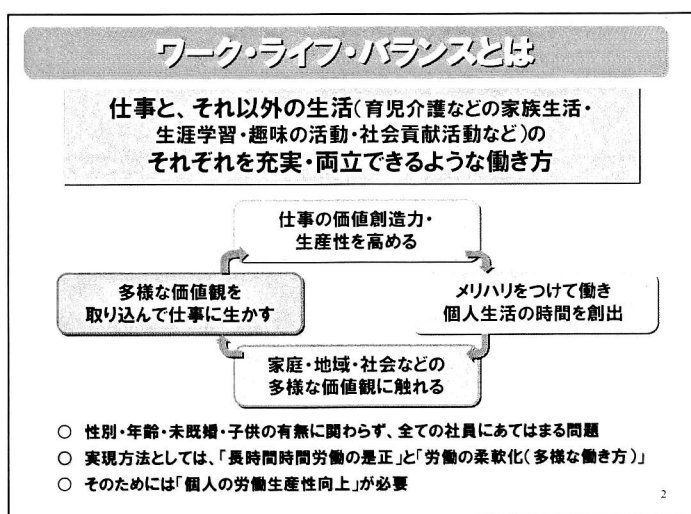 ワーク・ライフ・バランスとは
仕事と、それ以外の生活(育児介護などの家族生活・
生涯学習・趣味の活動・社会貢献活動など)の
それぞれを充実・両立できるような働き方
仕事の価値創造力・
生産性を高める
メリハリをつけて働き
個人生活の時間を創出
家庭・地域・社会などの
多様な価値観に触れる
多様な価値観を
取り込んで仕事に生かす
○ 性別・年齢・未既婚・子供の有無に関わらず、全ての社員にあてはまる問題
○ 実現方法としては、「長時間時間労働の是正」と「労働の柔軟化(多様な働き方)」
○ そのためには「個人の労働生産性向上」が必要
2